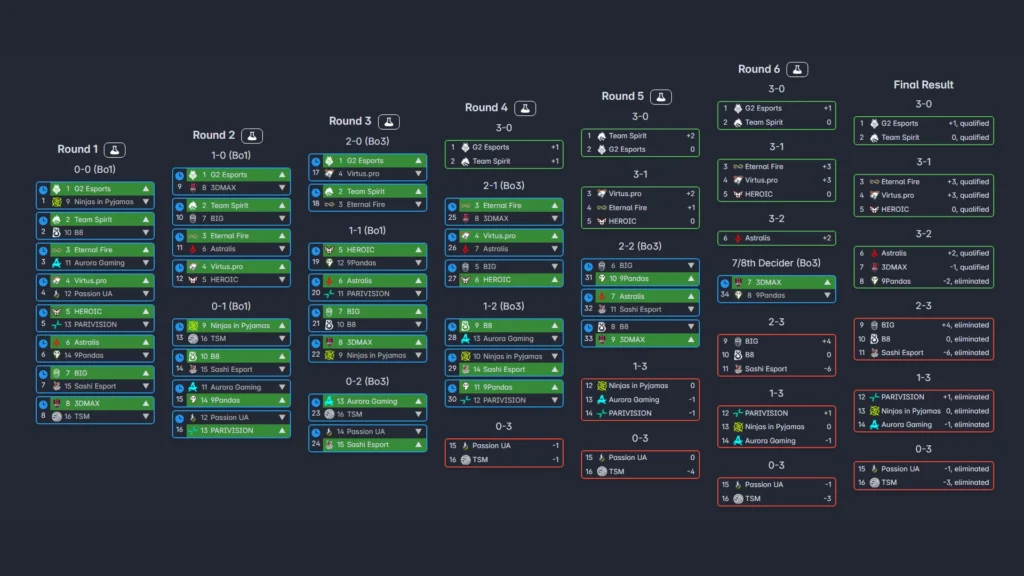 Round 1
0-0 (Bo1)
1 G2 Esports
1 9 Ninjas in Pyjamas
2 Team Spirit
2 10 B8
3 Eternal Fire
3 11 Aurora Gaming
4 Virtus.pro
4 12 Passion UA
5 HEROIC
5 13 PARIVISION
6 Astralis
6 14 9Pandas
7 BIG
7 15 Sashi Esport
8 3DMAX
8 16 TSM
Round 2
1-0 (Bo1)
1 G2 Esports
9 8 3DMAX
2 Team Spirit
10 7 BIG
3 Eternal Fire
11 6 Astralis
4 Virtus.pro
12 5 HEROIC
0-1 (Bo1)
9 Ninjas in Pyjamas
13 16 TSM
10 B8
14 15 Sashi Esport
11 Aurora Gaming
15 14 9Pandas
12 Passion UA
16 13 PARIVISION
Round 3
2-0 (Bo3)
1 G2 Esports
17 4 Virtus.pro
2 Team Spirit
18 3 Eternal Fire
1-1 (Bo1)
5 HEROIC
19 12 9Pandas
6 Astralis
20 11 PARIVISION
7 BIG
21 10 B8
8 3DMAX
22 9 Ninjas in Pyjamas
0-2 (Bo3)
13 Aurora Gaming
23 16 TSM
14 Passion UA
24 15 Sashi Esport
Round 4
3-0
1 G2 Esports +1
2 Team Spirit +1
2-1 (Bo3)
3 Eternal Fire
25 8 3DMAX
4 Virtus.pro
26 7 Astralis
5 BIG
27 6 HEROIC
1-2 (Bo3)
9 B8
28 13 Aurora Gaming
10 Ninjas in Pyjamas
29 14 Sashi Esport
11 9Pandas
30 12 PARIVISION
0-3
15 Passion UA -1
16 TSM -1
Round 5
3-0
1 Team Spirit +2
2 G2 Esports 0
3-1
3 Virtus.pro +2
4 Eternal Fire +1
5 HEROIC 0
2-2 (Bo3)
6 BIG
31 10 9Pandas
7 Astralis
32 11 Sashi Esport
8 B8
33 9 3DMAX
1-3
12 Ninjas in Pyjamas 0
13 Aurora Gaming -1
14 PARIVISION -1
0-3
15 Passion UA 0
16 TSM -4
Round 6
3-0
1 G2 Esports +1
2 Team Spirit 0
3-1
3 Eternal Fire +3
4 Virtus.pro +3
5 HEROIC 0
3-2
6 Astralis +2
7/8th Decider (Bo3)
7 3DMAX
34 8 9Pandas
2-3
9 BIG +4
10 B8 0
11 Sashi Esport -6
1-3
12 PARIVISION +1
13 Ninjas in Pyjamas 0
14 Aurora Gaming -1
0-3
15 Passion UA -1
16 TSM -3
Final Result
3-0
1 G2 Esports +1, qualified
2 Team Spirit 0, qualified
3-1
3 Eternal Fire +3, qualified
4 Virtus.pro +3, qualified
5 HEROIC 0, qualified
3-2
6 Astralis +2, qualified
7 3DMAX -1, qualified
8 9Pandas -2, qualified
2-3
9 BIG +4, eliminated
10 B8 0, eliminated
11 Sashi Esport -6, eliminated
1-3
12 PARIVISION +1, eliminated
13 Ninjas in Pyjamas 0, eliminated
14 Aurora Gaming -1, eliminated
0-3
15 Passion UA -1, eliminated
16 TSM -3, eliminated